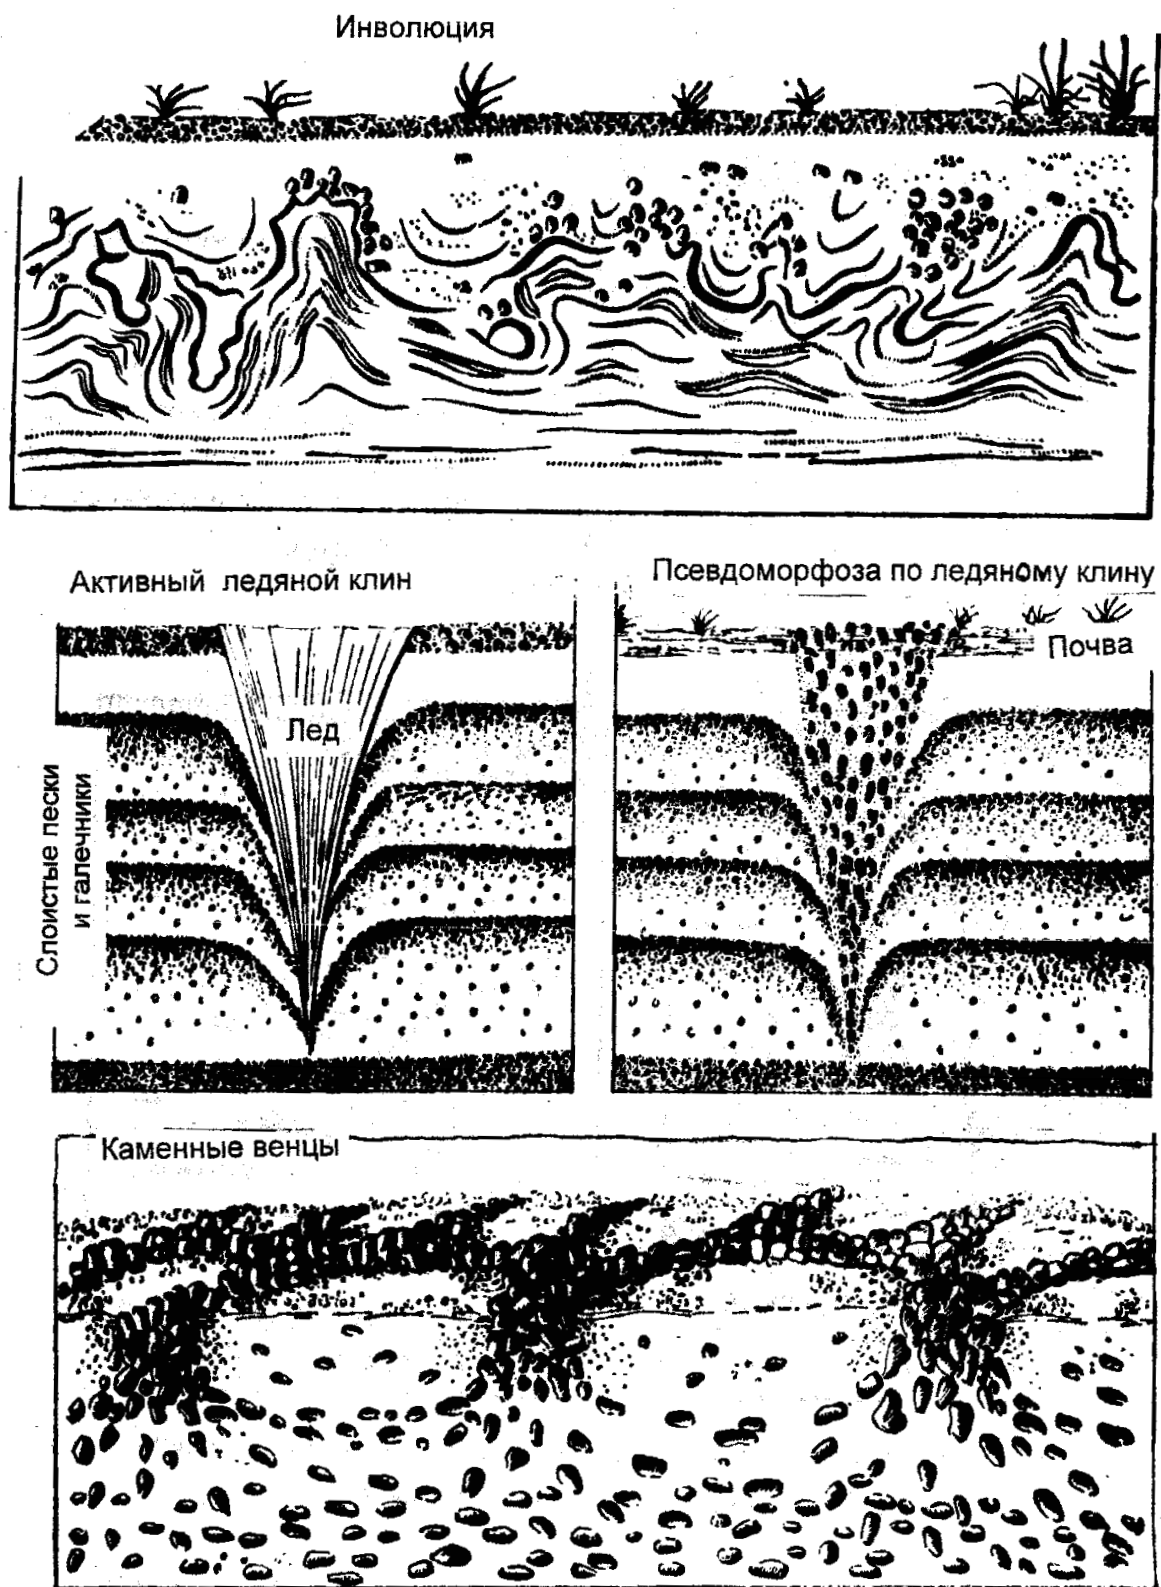 Инволюция
Активный ледяной клин
Псевдоморфоза по ледяному клину
Почва
Лед
Слоистые пески
и галечники
Каменные венцы